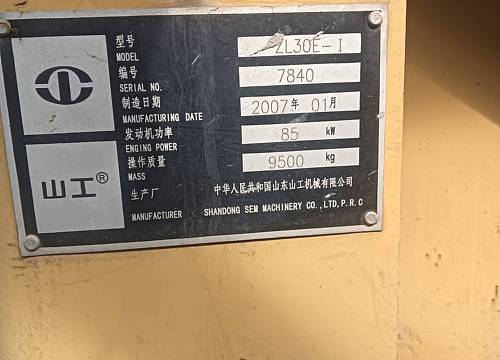 型号 ZL30E-I
MODEL
编号 7840
SERIAL NO.
制造日期 2007年 01月
MANUFACTURING DATE
发动机功率 85 kW
ENGING POWER
操作质量 9500 kg
MASS
生产厂 中华人民共和国山东山工机械有限公司
MANUFACTURER SHANDONG SEM MACHINERY CO.,LTD,P.R.C
山工®